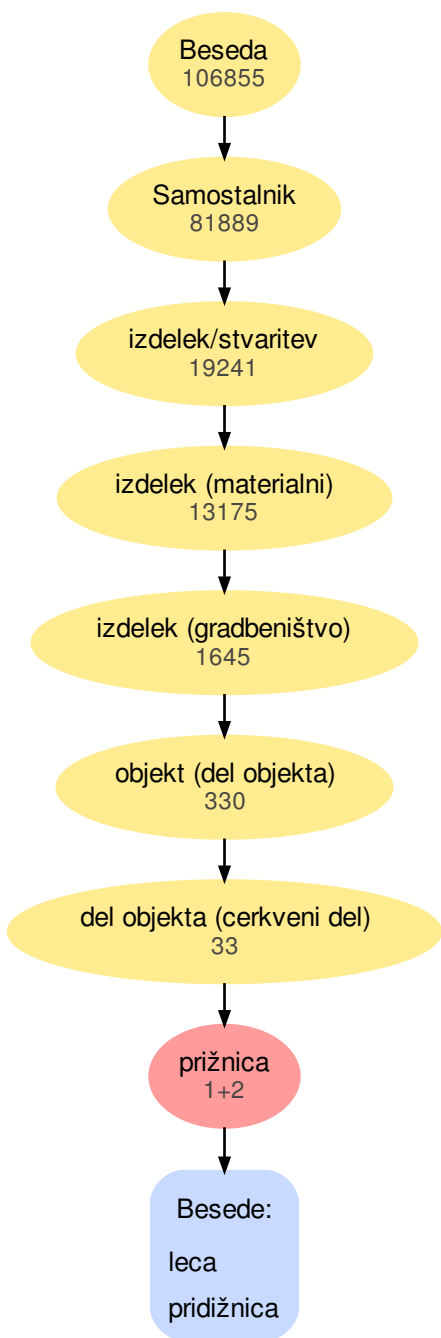 Beseda
106855
Samostalnik
81889
izdelek/stvaritev
19241
izdelek (materialni)
13175
izdelek (gradbeništvo)
1645
objekt (del objekta)
330
del objekta (cerkveni del)
33
prižnica
1+2
Besede:
leca
pridižnica